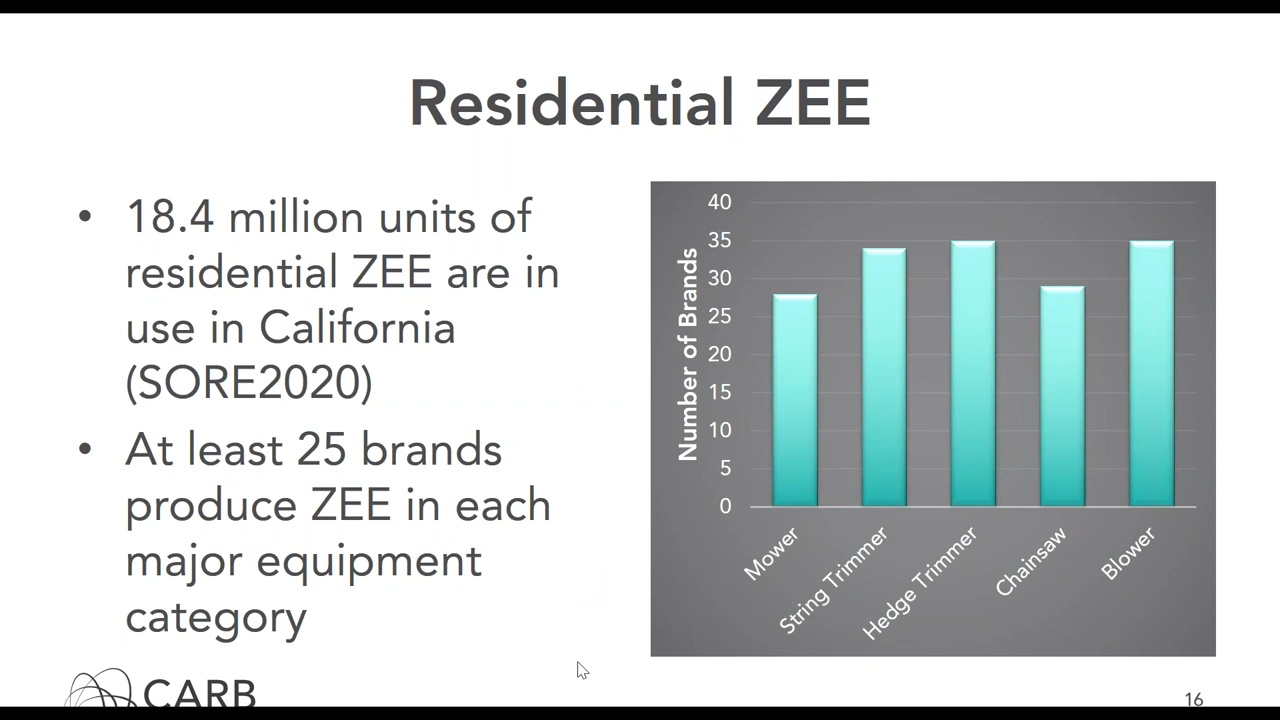 Residential ZEE
• 18.4 million units of
residential ZEE are in
use in California
(SORE2020)
• At least 25 brands
produce ZEE in each
major equipment
category
Number of Brands
40
35
30
25
20
15
10
5
0
Mower
String Trimmer
Hedge Trimmer
Chainsaw
Blower
CARB
16